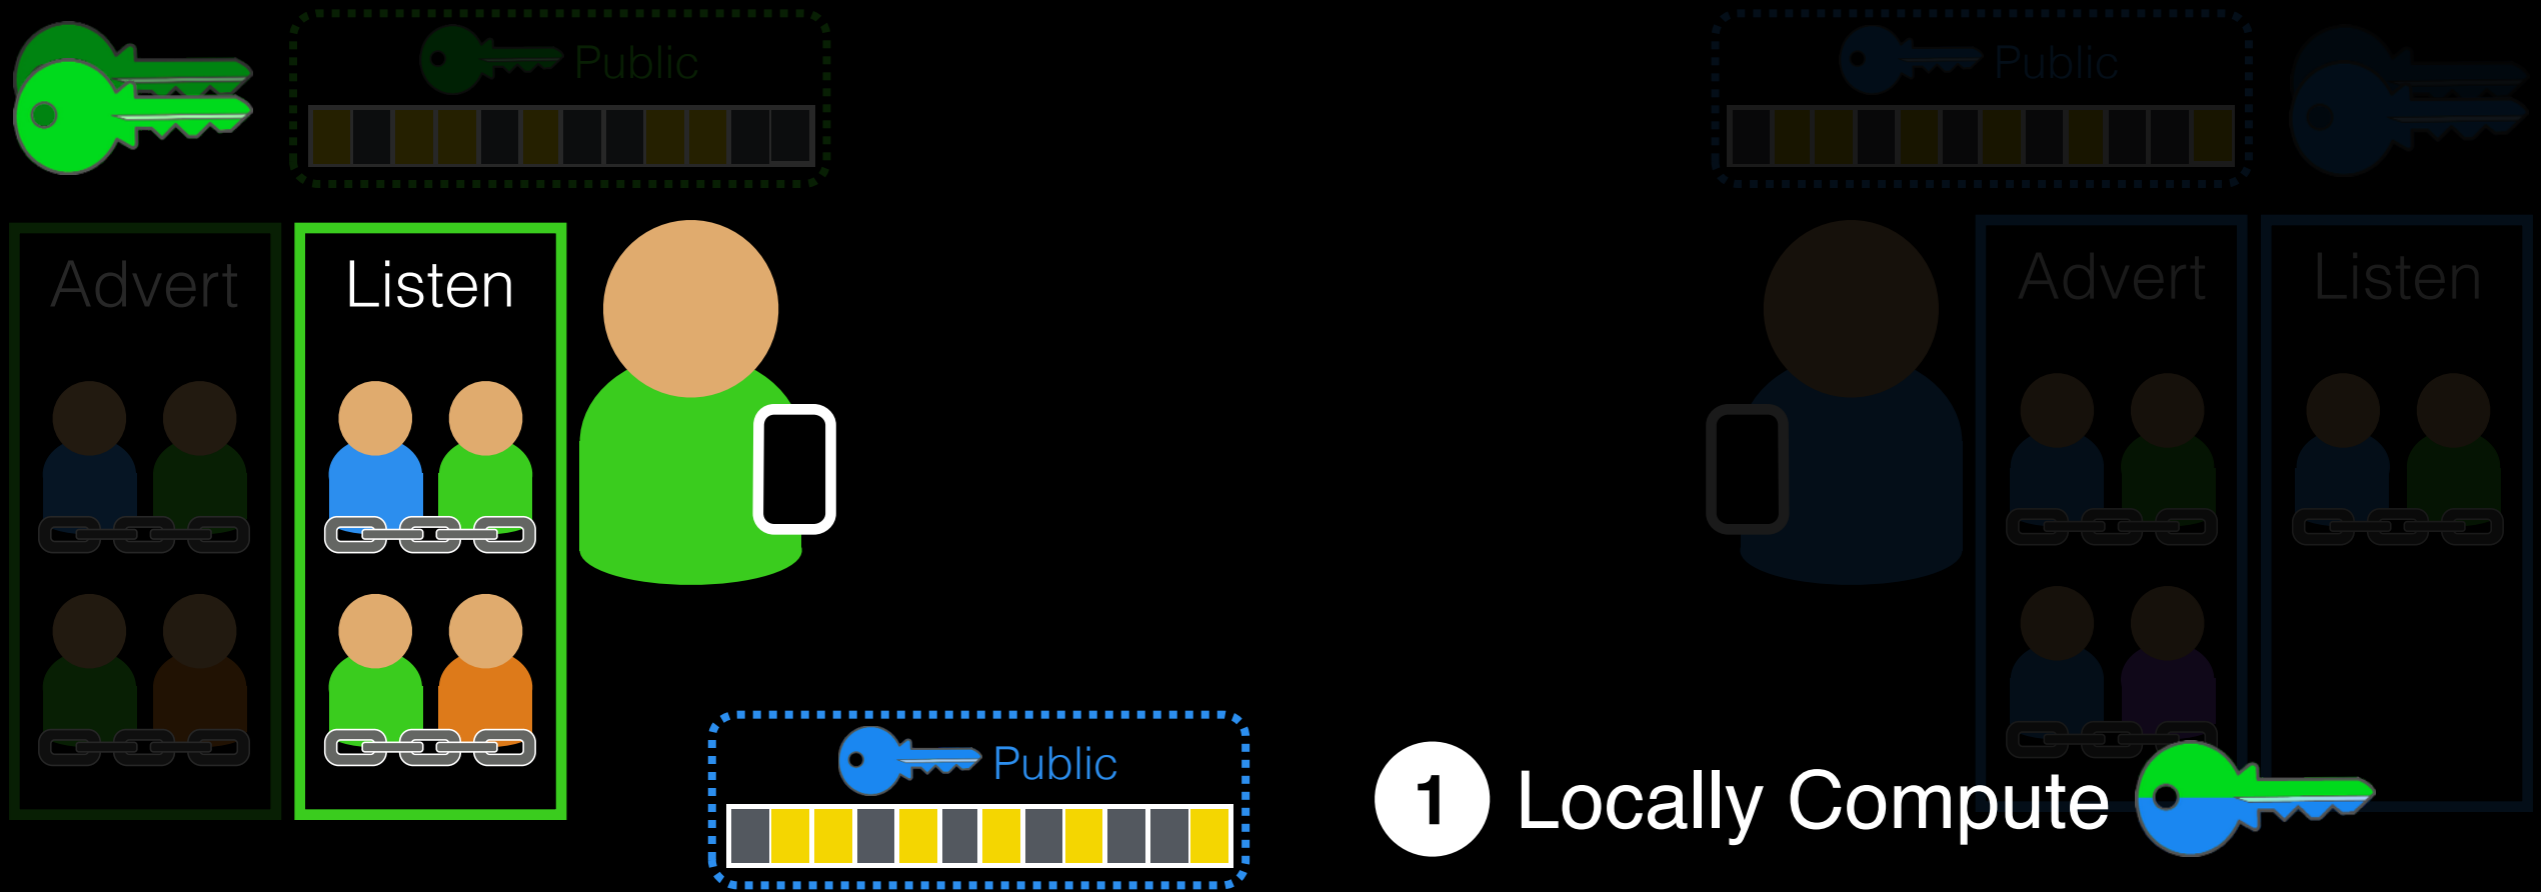 Public
Public
Advert
Listen
Advert
Listen
Public
1 Locally Compute